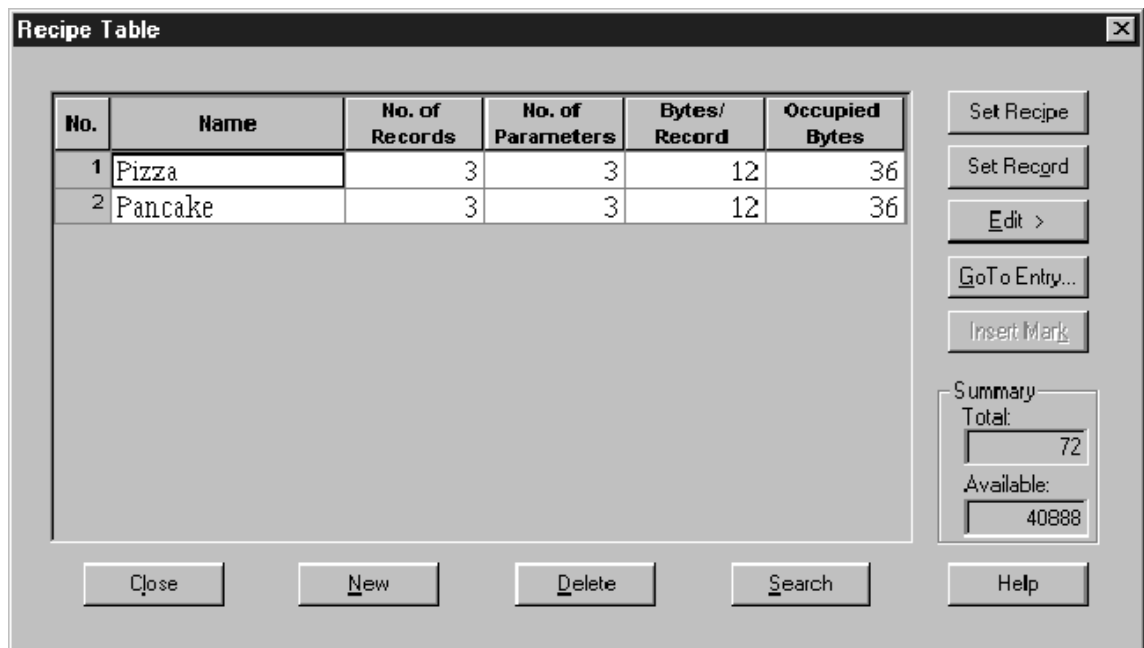 Recipe Table
No. Name No. of Records No. of Parameters Bytes/ Record Occupied Bytes
1 Pizza 3 3 12 36
2 Pancake 3 3 12 36
Set Recipe
Set Record
Edit >
GoTo Entry...
Insert Mark
Summary
Total:
72
Available:
40888
Close New Delete Search Help